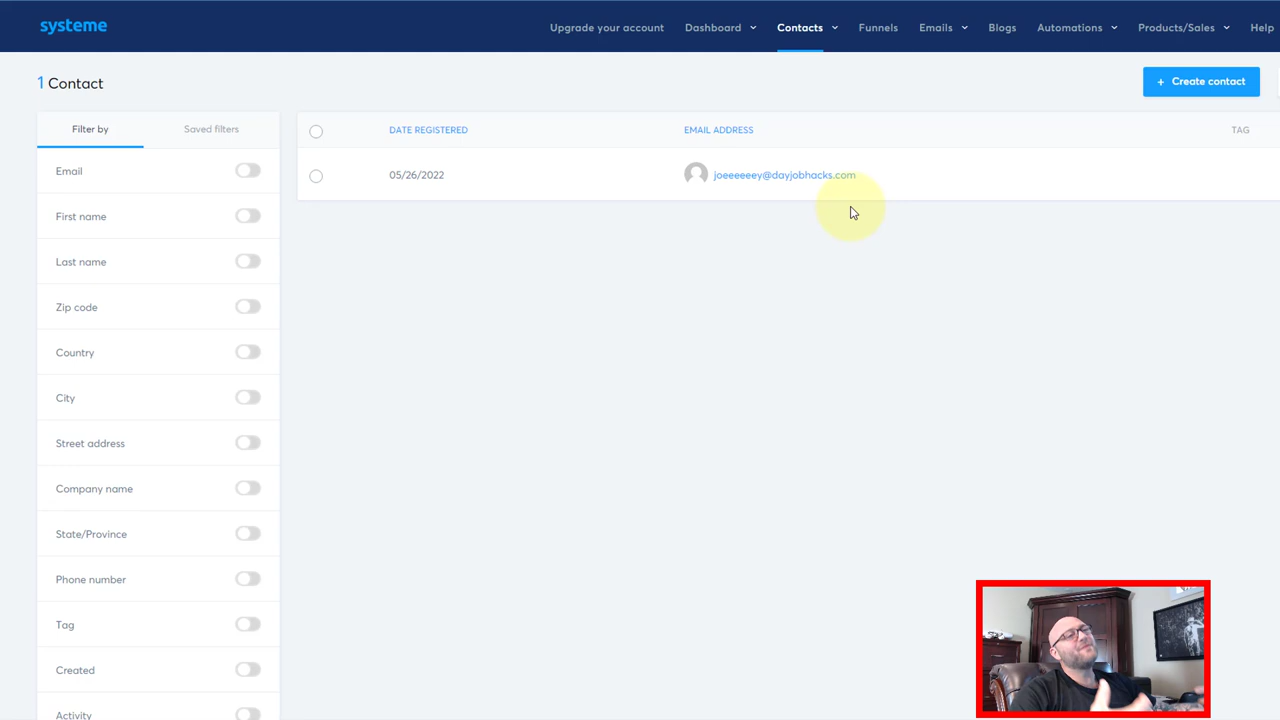 systeme
Upgrade your account Dashboard Contacts Funnels Emails Blogs Automations Products/Sales Help
1 Contact
+ Create contact
Filter by Saved filters
DATE REGISTERED EMAIL ADDRESS TAG
Email
05/26/2022 joeeeeeey@dayjobhacks.com
First name
Last name
Zip code
Country
City
Street address
Company name
State/Province
Phone number
Tag
Created
Activity